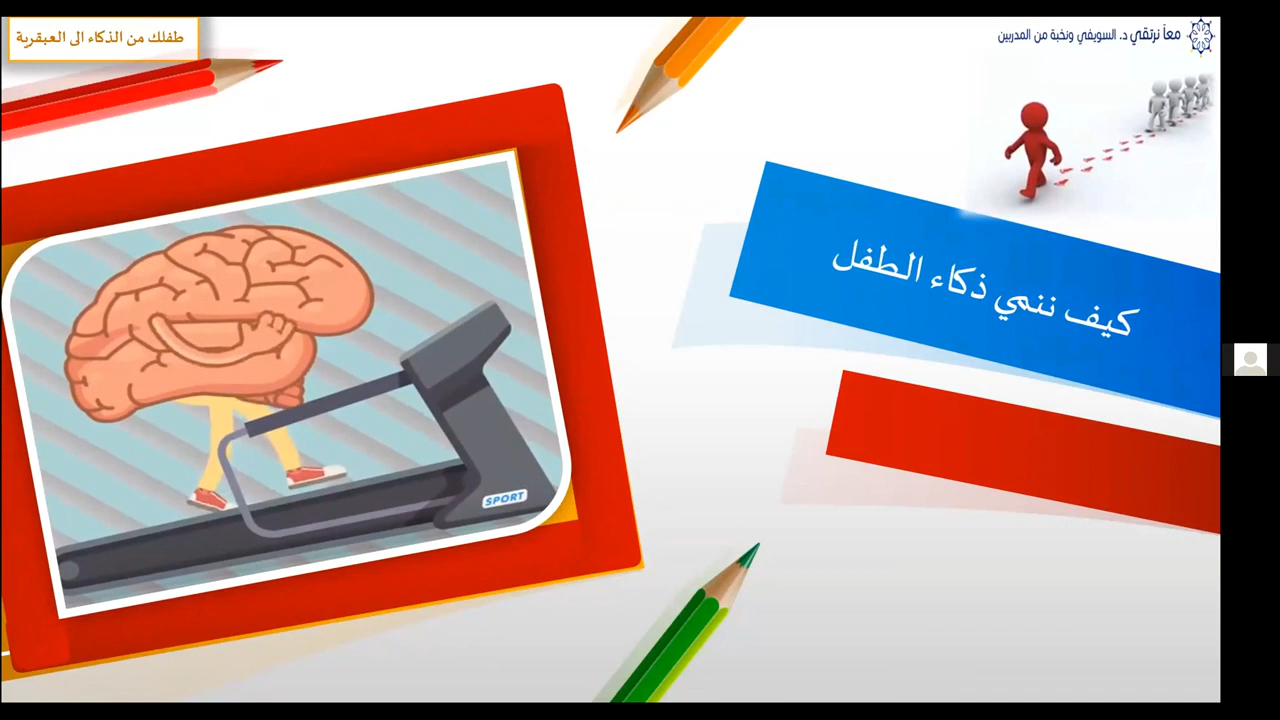 طفلك من الذكاء الى العبقرية
معاً نرتقي د. السويفي ونخبة من المدربين
كيف ننمي ذكاء الطفل
SPORT